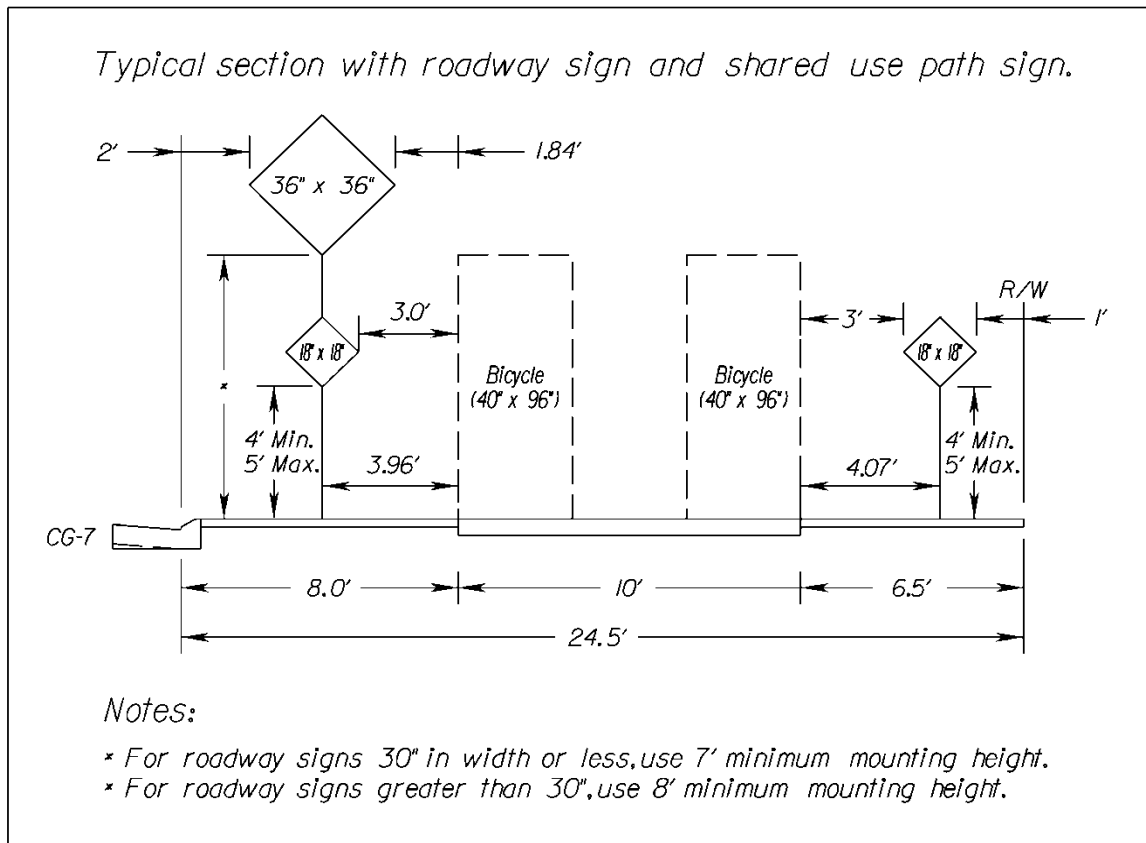 Typical section with roadway sign and shared use path sign.
2'
1.84'
36" x 36"
R/W
3.0'
3'
1'
18" x 18"
18" x 18"
Bicycle
(40" x 96")
Bicycle
(40" x 96")
*
4' Min.
5' Max.
4' Min.
5' Max.
3.96'
4.07'
CG-7
8.0'
10'
6.5'
24.5'
Notes:
* For roadway signs 30" in width or less, use 7' minimum mounting height.
* For roadway signs greater than 30", use 8' minimum mounting height.